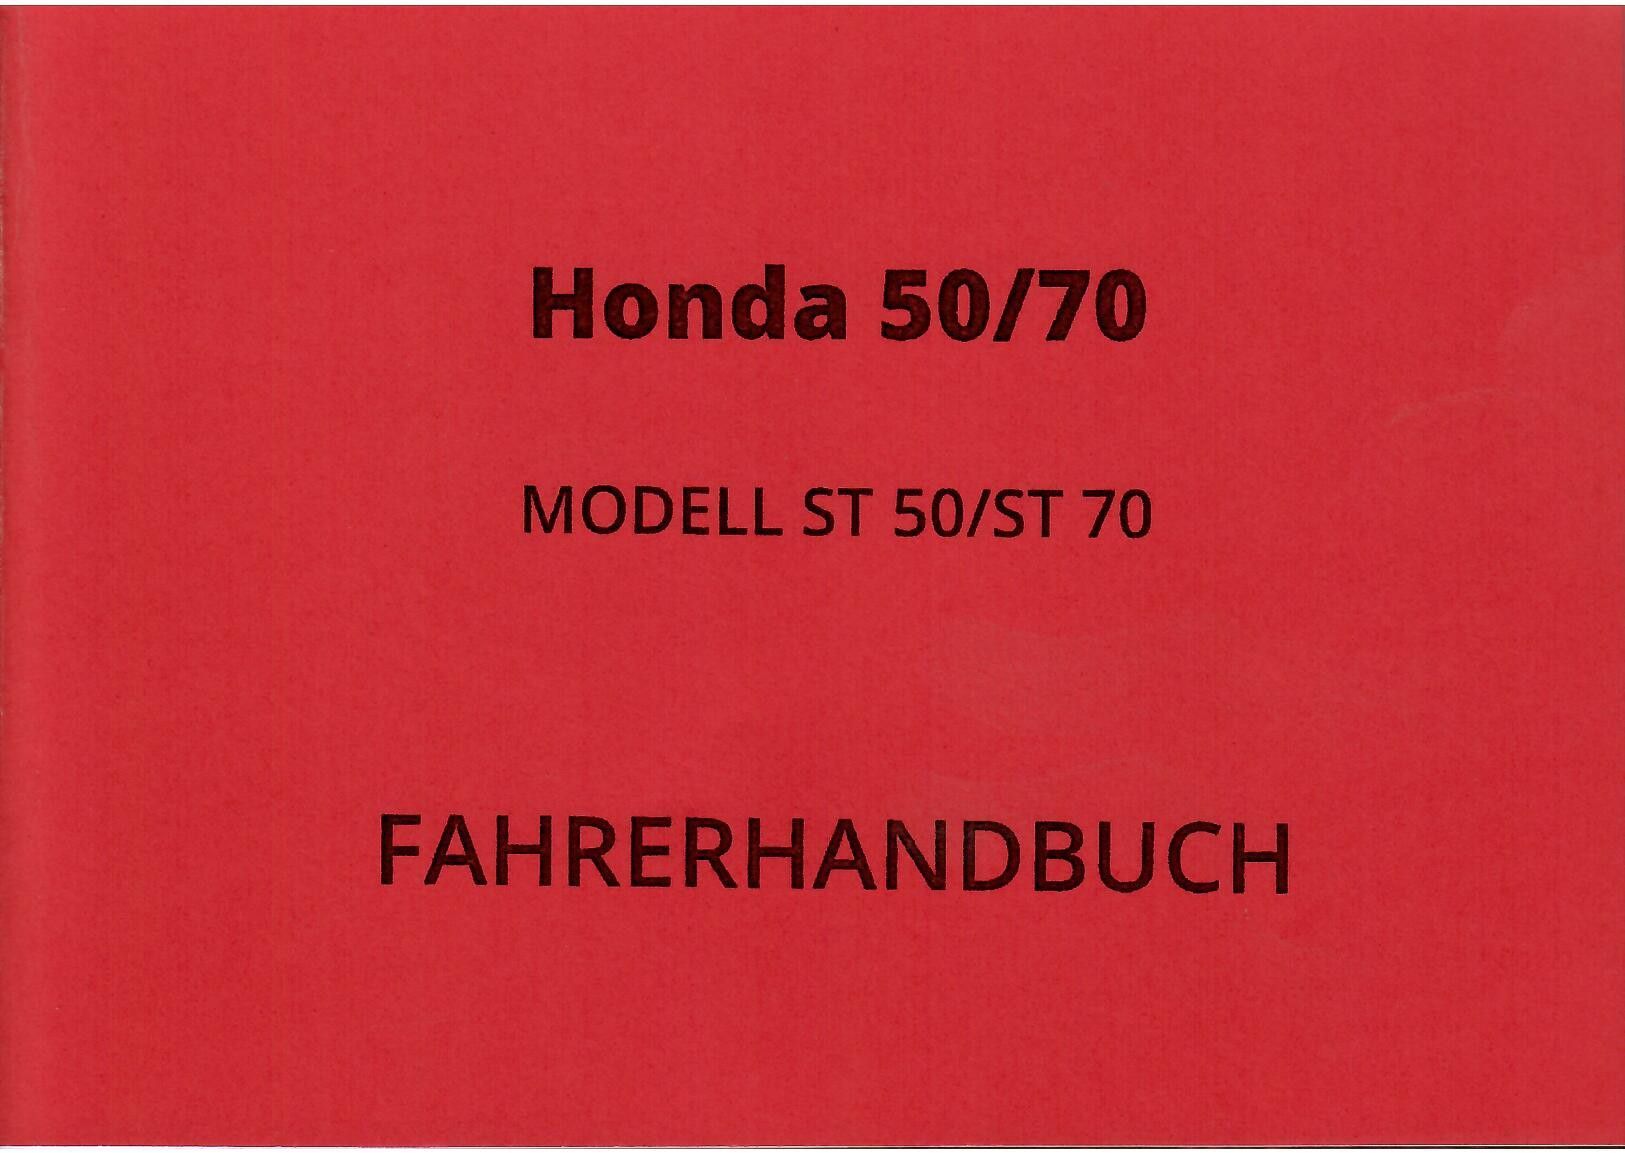 Honda 50/70
MODELL ST 50/ST 70
FAHRERHANDBUCH